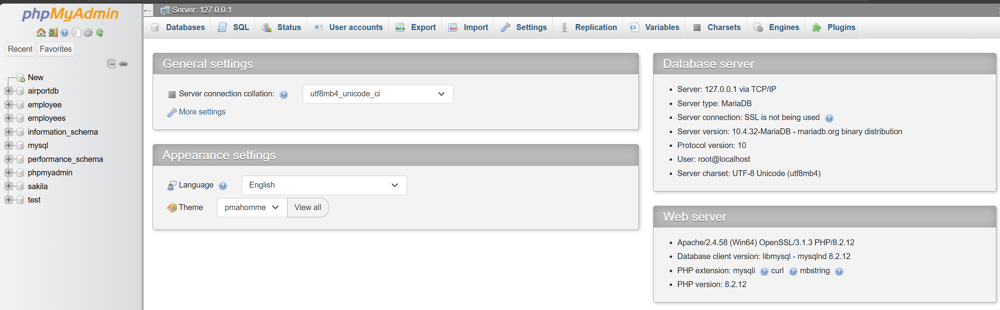 phpMyAdmin
Recent Favorites
New
airportdb
employee
employees
information_schema
mysql
performance_schema
phpmyadmin
sakila
test
Server: 127.0.0.1
Databases SQL Status User accounts Export Import Settings Replication Variables Charsets Engines Plugins
General settings
Server connection collation: utf8mb4_unicode_ci
More settings
Appearance settings
Language English
Theme pmahomme View all
Database server
Server: 127.0.0.1 via TCP/IP
Server type: MariaDB
Server connection: SSL is not being used
Server version: 10.4.32-MariaDB - mariadb.org binary distribution
Protocol version: 10
User: root@localhost
Server charset: UTF-8 Unicode (utf8mb4)
Web server
Apache/2.4.58 (Win64) OpenSSL/3.1.3 PHP/8.2.12
Database client version: libmysql - mysqlnd 8.2.12
PHP extension: mysqli curl mbstring
PHP version: 8.2.12